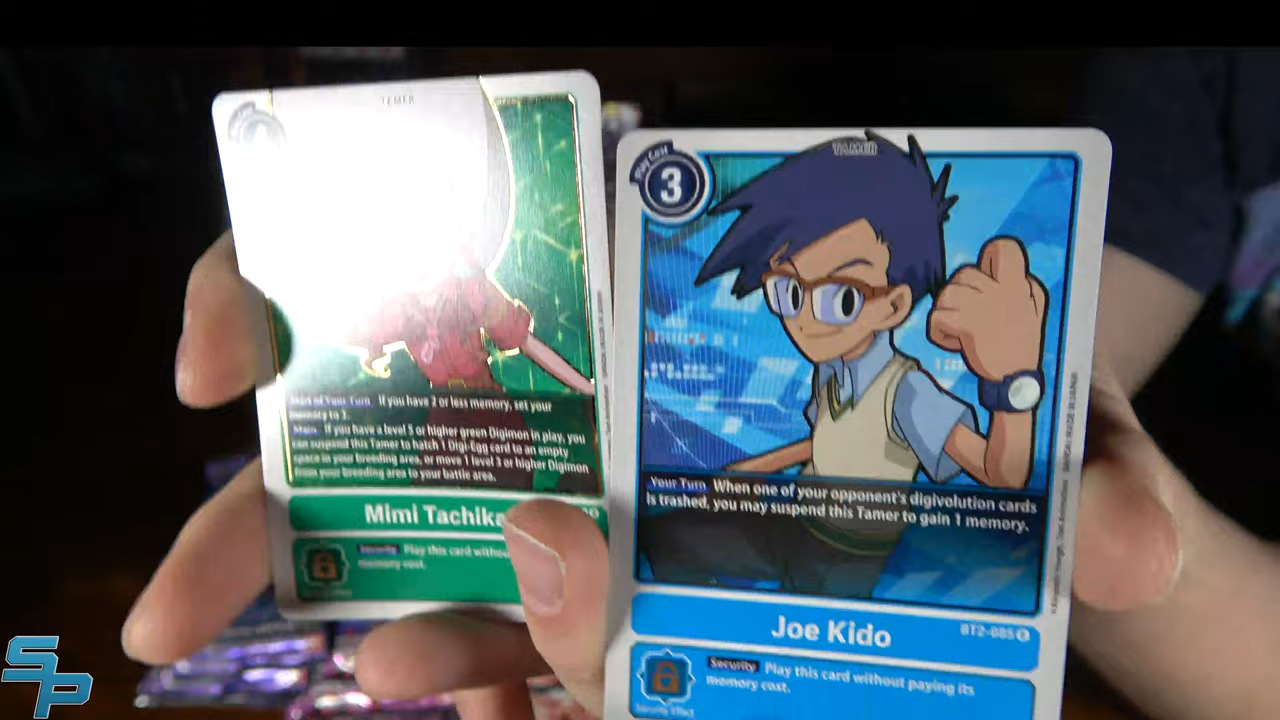 TAMER
Start of Your Turn If you have 2 or less memory, set your
memory to 3.
Main If you have a level 5 or higher green Digimon in play, you
can suspend this Tamer to hatch 1 Digi-Egg card to an empty
space in your breeding area, or move 1 level 3 or higher Digimon
from your breeding area to your battle area.
Mimi Tachika
Security Play this card without
memory cost.
TAMER
Play Cost
3
Your Turn When one of your opponent's digivolution cards
is trashed, you may suspend this Tamer to gain 1 memory.
Joe Kido
BT2-085 R
Security Play this card without paying its
memory cost.
Security Effect
SP